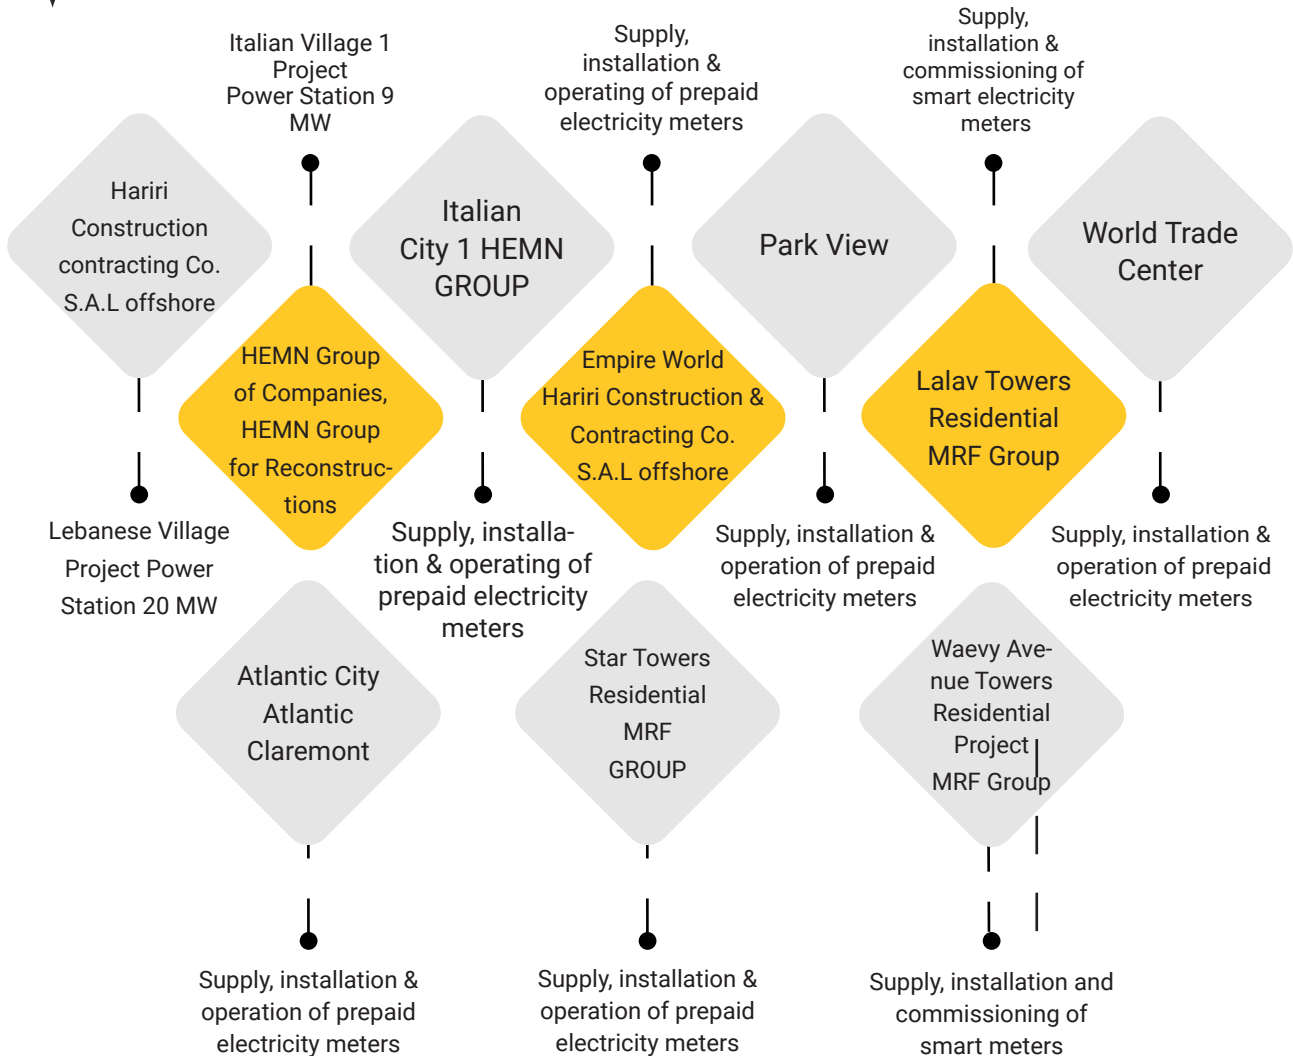 Italian Village 1
Project
Power Station 9
MW
Supply,
installation &
operating of prepaid
electricity meters
Supply,
installation &
commissioning of
smart electricity
meters
Hariri
Construction
contracting Co.
S.A.L offshore
Italian
City 1 HEMN
GROUP
Park View
World Trade
Center
HEMN Group
of Companies,
HEMN Group
for Reconstruc-
tions
Empire World
Hariri Construction &
Contracting Co.
S.A.L offshore
Lalav Towers
Residential
MRF Group
Lebanese Village
Project Power
Station 20 MW
Supply, installa-
tion & operating of
prepaid electricity
meters
Supply, installation &
operation of prepaid
electricity meters
Supply, installation &
operation of prepaid
electricity meters
Atlantic City
Atlantic
Claremont
Star Towers
Residential
MRF
GROUP
Waevy Ave-
nue Towers
Residential
Project
MRF Group
Supply, installation &
operation of prepaid
electricity meters
Supply, installation &
operation of prepaid
electricity meters
Supply, installation and
commissioning of
smart meters